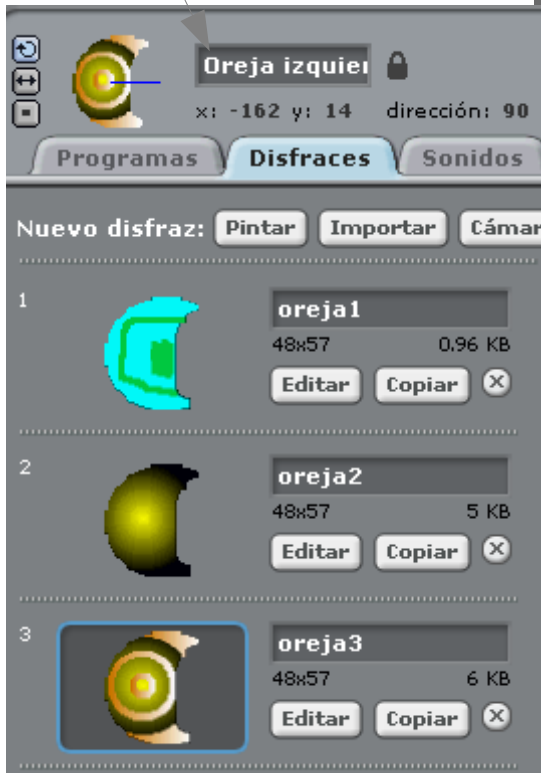 Oreja izquier
x: -162 y: 14 dirección: 90
Programas Disfraces Sonidos
Nuevo disfraz: Pintar Importar Cámar
1
oreja1
48x57 0.96 KB
Editar Copiar
2
oreja2
48x57 5 KB
Editar Copiar
3
oreja3
48x57 6 KB
Editar Copiar